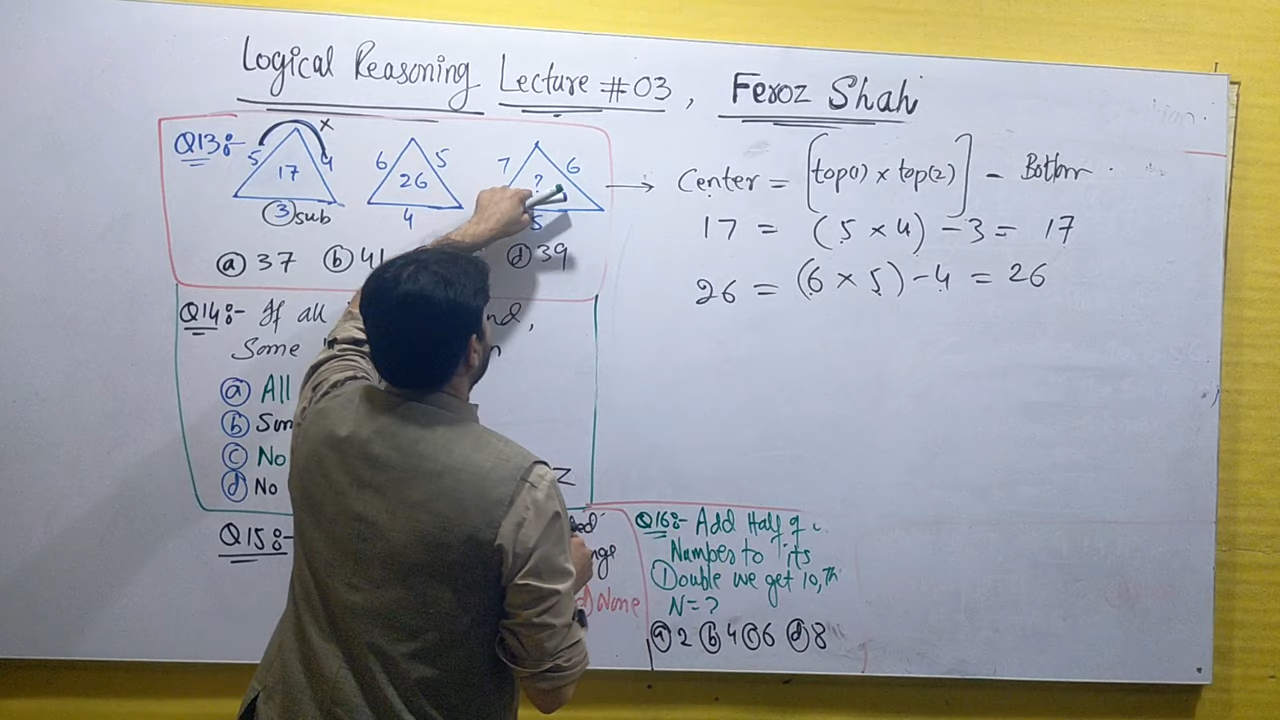 Logical Reasoning Lecture #03, Feroz Shah
Q13:-
5 17 4 x
3 sub
6 26 5
4
7 ? 6
5
→ Center = [top(1) x top(2)] - Bottom
17 = (5 x 4) - 3 = 17
26 = (6 x 5) - 4 = 26
(a) 37 (b) 41 (d) 39
Q14:- If all
Some
(a) All
(b) Som
(c) No
(d) No Z
Q15:-
d) None
Q16:- Add Half of
Number to its
Double we get 10, Th
N = ?
(a) 2 (b) 4 (c) 6 (d) 8